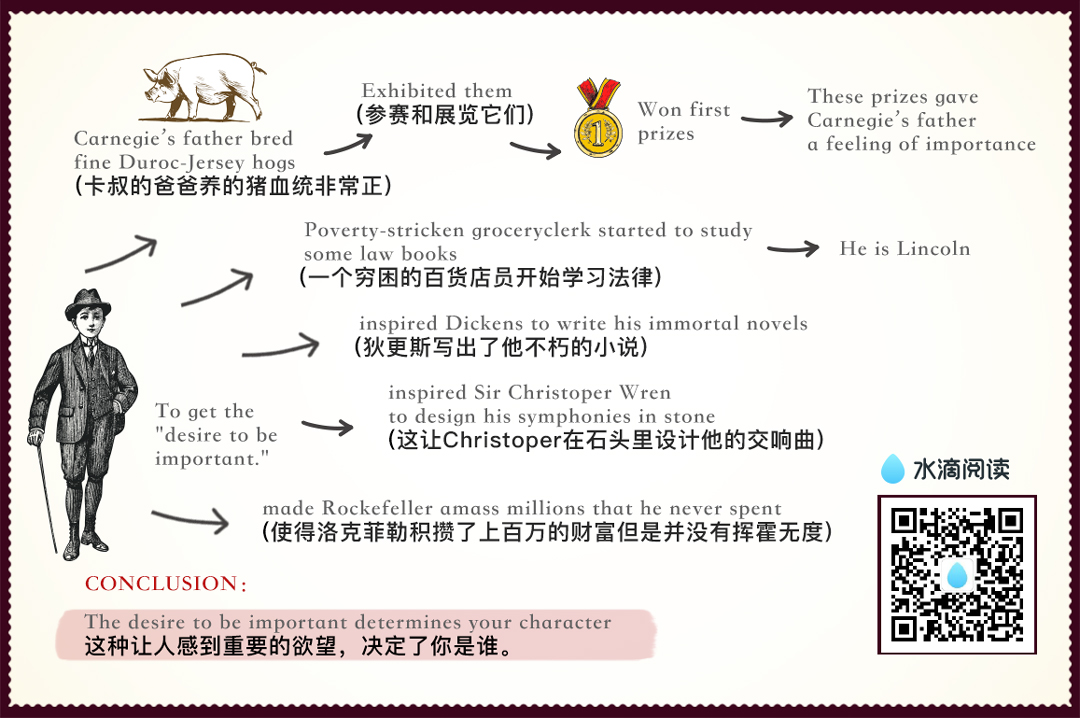 Carnegie's father bred
fine Duroc-Jersey hogs
(卡叔的爸爸养的猪血统非常正)
Exhibited them
(参赛和展览它们)
1
Won first
prizes
These prizes gave
Carnegie's father
a feeling of importance
Poverty-stricken groceryclerk started to study
some law books
(一个穷困的百货店员开始学习法律)
He is Lincoln
inspired Dickens to write his immortal novels
(狄更斯写出了他不朽的小说)
To get the
"desire to be
important."
inspired Sir Christoper Wren
to design his symphonies in stone
(这让Christoper在石头里设计他的交响曲)
made Rockefeller amass millions that he never spent
(使得洛克菲勒积攒了上百万的财富但是并没有挥霍无度)
水滴阅读
CONCLUSION:
The desire to be important determines your character
这种让人感到重要的欲望，决定了你是谁。